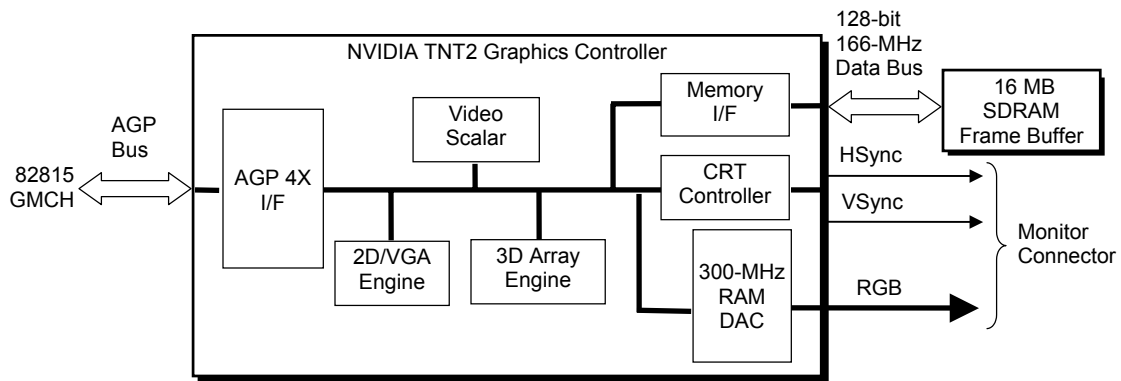 NVIDIA TNT2 Graphics Controller
128-bit
166-MHz
Data Bus
AGP
Bus
82815
GMCH
AGP 4X
I/F
Video
Scalar
2D/VGA
Engine
3D Array
Engine
Memory
I/F
CRT
Controller
300-MHz
RAM
DAC
16 MB
SDRAM
Frame Buffer
HSync
VSync
RGB
Monitor
Connector